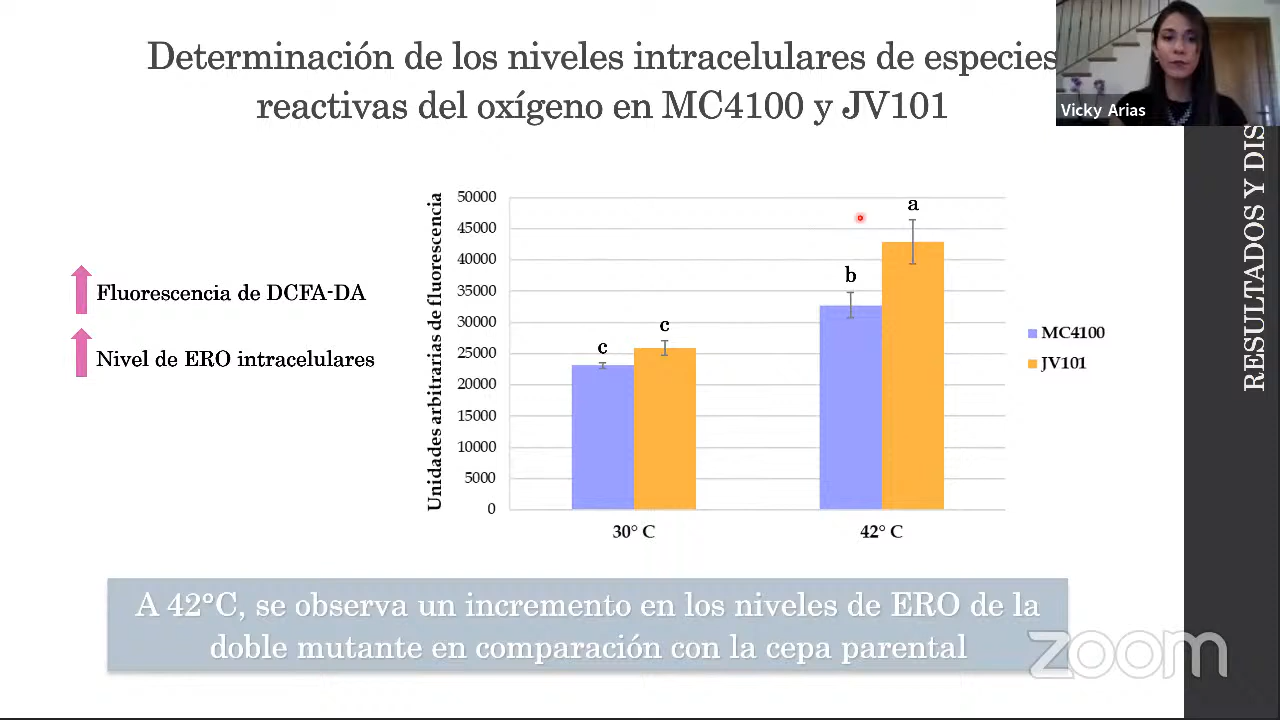 Determinación de los niveles intracelulares de especies
reactivas del oxígeno en MC4100 y JV101
Vicky Arias
RESULTADOS Y DIS
Fluorescencia de DCFA-DA
Nivel de ERO intracelulares
Unidades arbitrarias de fluorescencia
50000
45000
40000
35000
30000
25000
20000
15000
10000
5000
0
c
c
b
a
30° C
42° C
MC4100
JV101
A 42°C, se observa un incremento en los niveles de ERO de la
doble mutante en comparación con la cepa parental
zoom